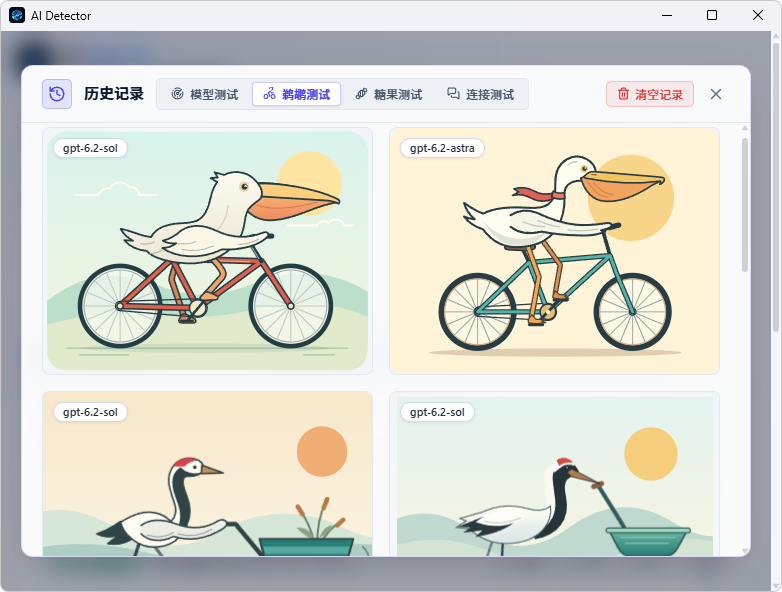 AI Detector
历史记录
模型测试 鹈鹕测试 糖果测试 连接测试
清空记录
gpt-6.2-sol
gpt-6.2-astra
gpt-6.2-sol
gpt-6.2-sol